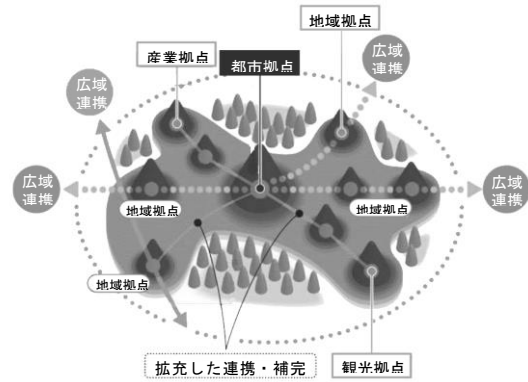 地域拠点
産業拠点
都市拠点
広域
連携
広域
連携
広域
連携
広域
連携
地域拠点
地域拠点
地域拠点
拡充した連携・補完
観光拠点